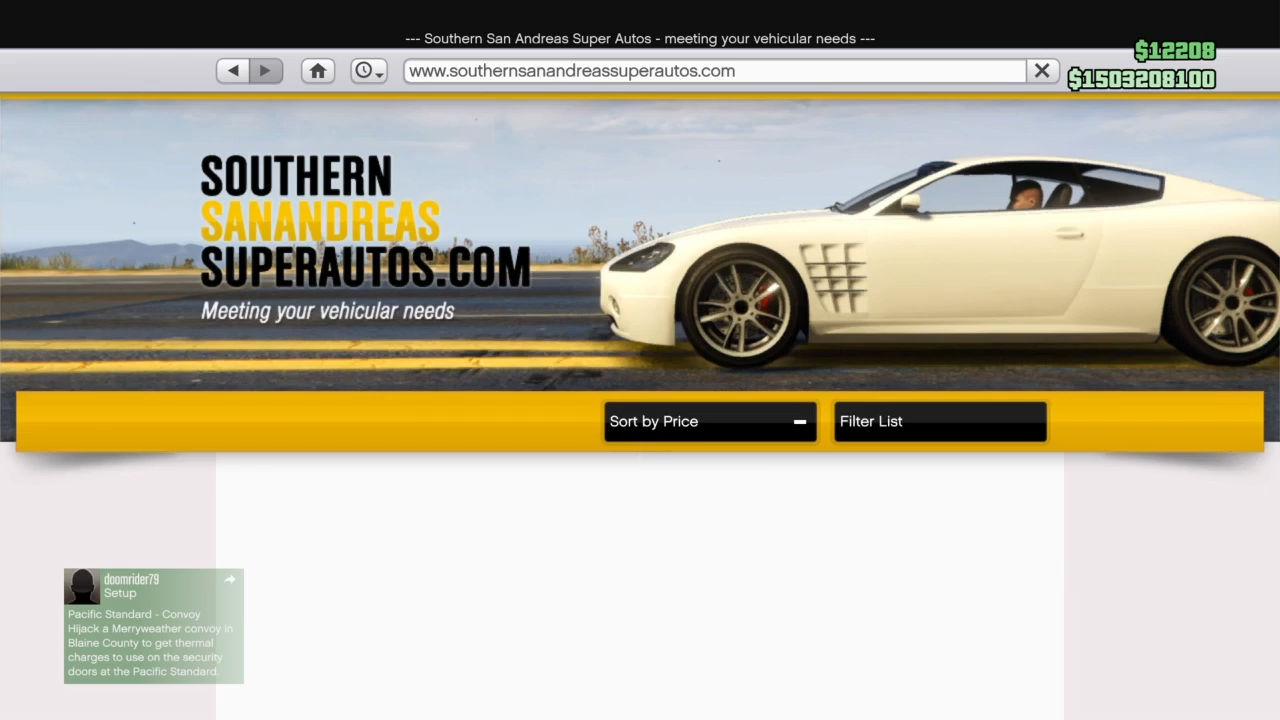 --- Southern San Andreas Super Autos - meeting your vehicular needs ---
$12208
www.southernsanandreassuperautos.com
$1503208100
SOUTHERN
SANANDREAS
SUPERAUTOS.COM
Meeting your vehicular needs
Sort by Price
Filter List
doomrider79
Setup
Pacific Standard - Convoy
Hijack a Merryweather convoy in
Blaine County to get thermal
charges to use on the security
doors at the Pacific Standard.